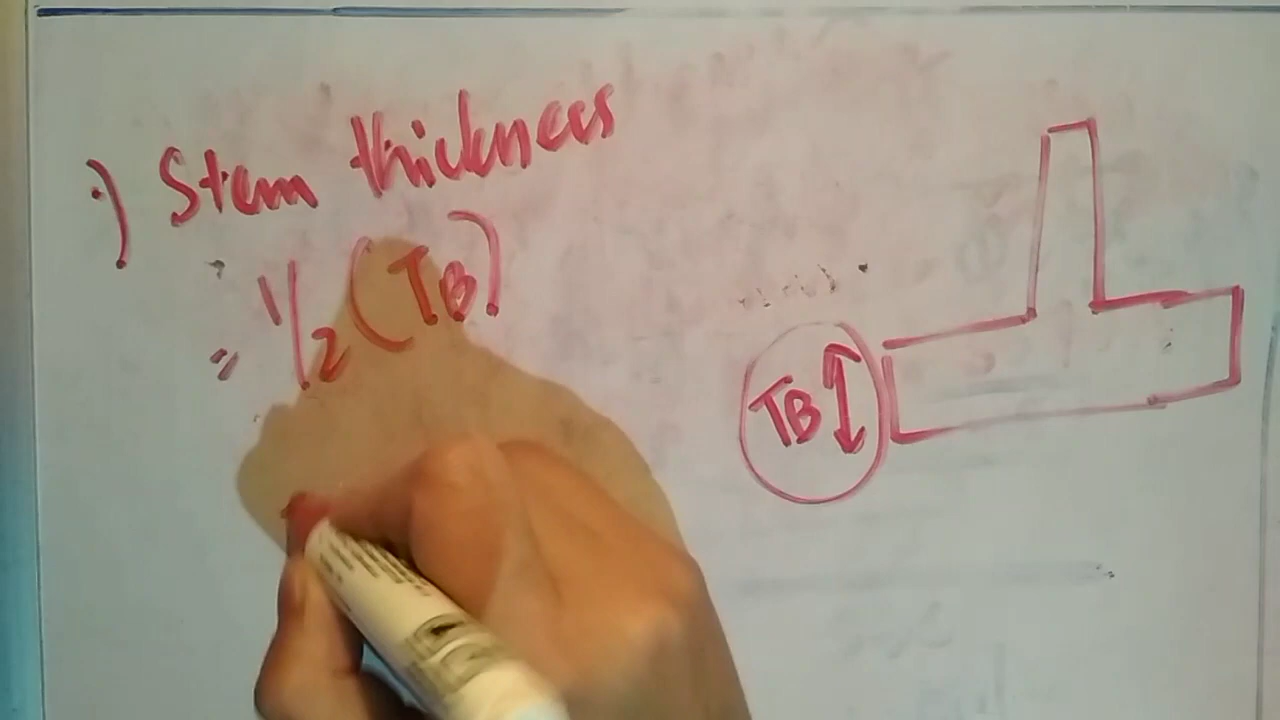 ·) Stem thickness
= 1/2 (TB)
TB